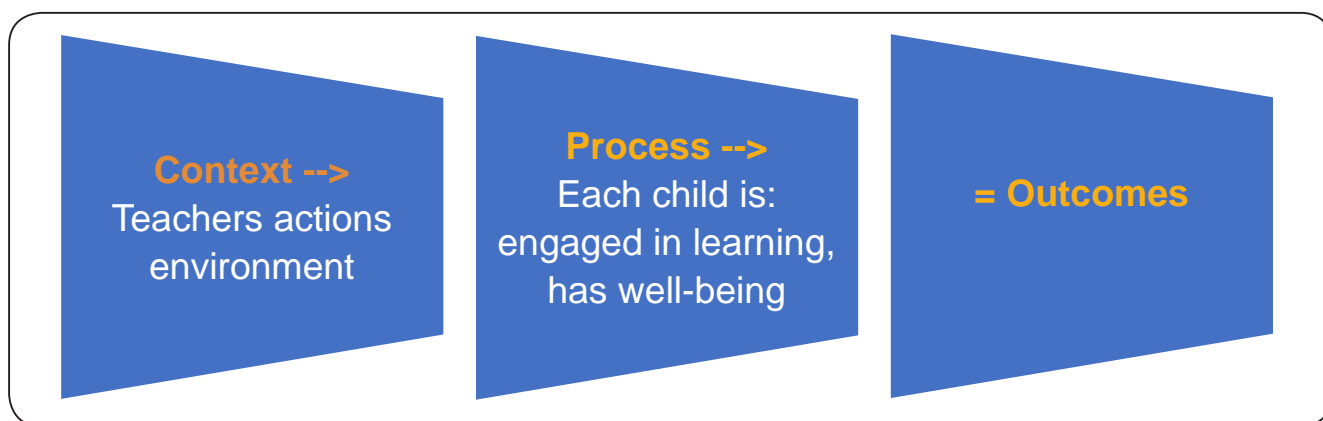 Context -->
Teachers actions
environment
Process -->
Each child is:
engaged in learning,
has well-being
= Outcomes